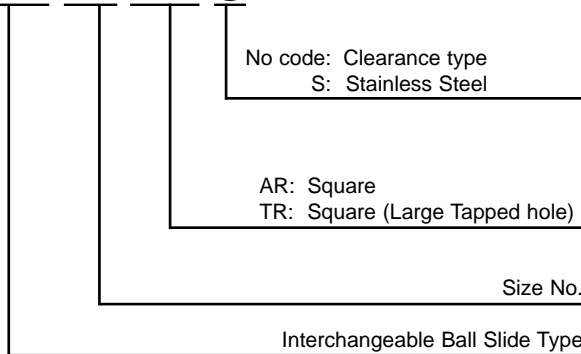 No code: Clearance type
S: Stainless Steel
AR: Square
TR: Square (Large Tapped hole)
Size No.
Interchangeable Ball Slide Type